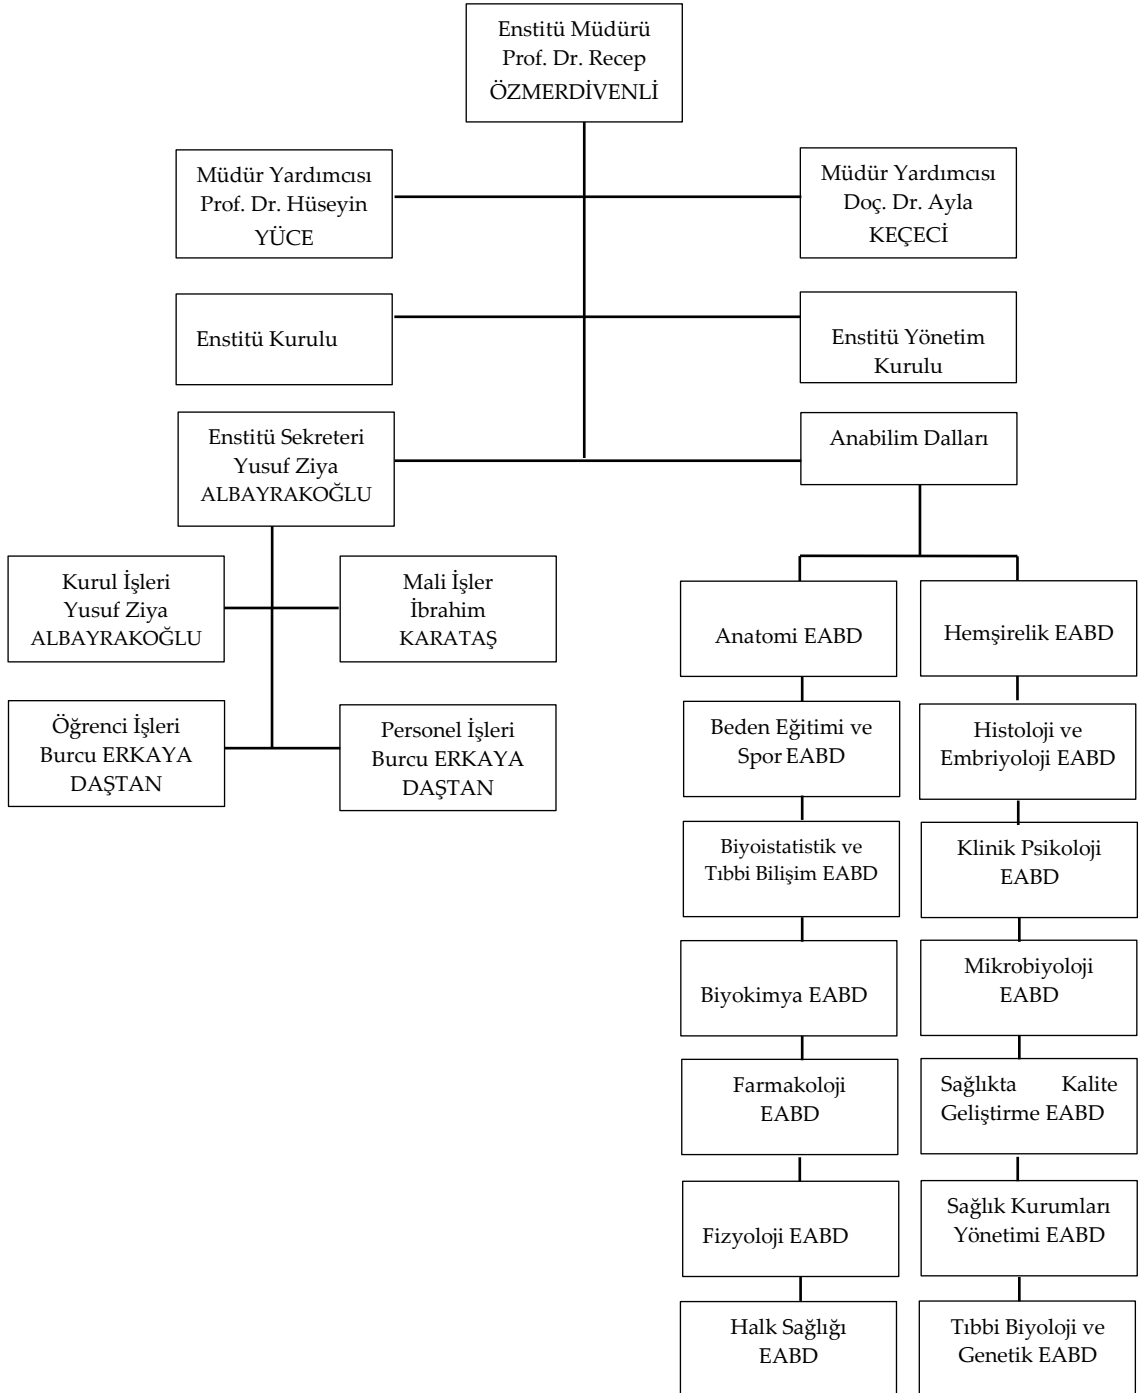 Enstitü Müdürü
Prof. Dr. Recep
ÖZMERDİVENLİ
Müdür Yardımcısı
Prof. Dr. Hüseyin
YÜCE
Müdür Yardımcısı
Doç. Dr. Ayla
KEÇECİ
Enstitü Kurulu
Enstitü Yönetim
Kurulu
Enstitü Sekreteri
Yusuf Ziya
ALBAYRAKOĞLU
Anabilim Dalları
Kurul İşleri
Yusuf Ziya
ALBAYRAKOĞLU
Mali İşler
İbrahim
KARATAŞ
Öğrenci İşleri
Burcu ERKAYA
DAŞTAN
Personel İşleri
Burcu ERKAYA
DAŞTAN
Anatomi EABD
Hemşirelik EABD
Beden Eğitimi ve
Spor EABD
Histoloji ve
Embriyoloji EABD
Biyoistatistik ve
Tıbbi Bilişim EABD
Klinik Psikoloji
EABD
Biyokimya EABD
Mikrobiyoloji
EABD
Farmakoloji
EABD
Sağlıkta Kalite
Geliştirme EABD
Fizyoloji EABD
Sağlık Kurumları
Yönetimi EABD
Halk Sağlığı
EABD
Tıbbi Biyoloji ve
Genetik EABD